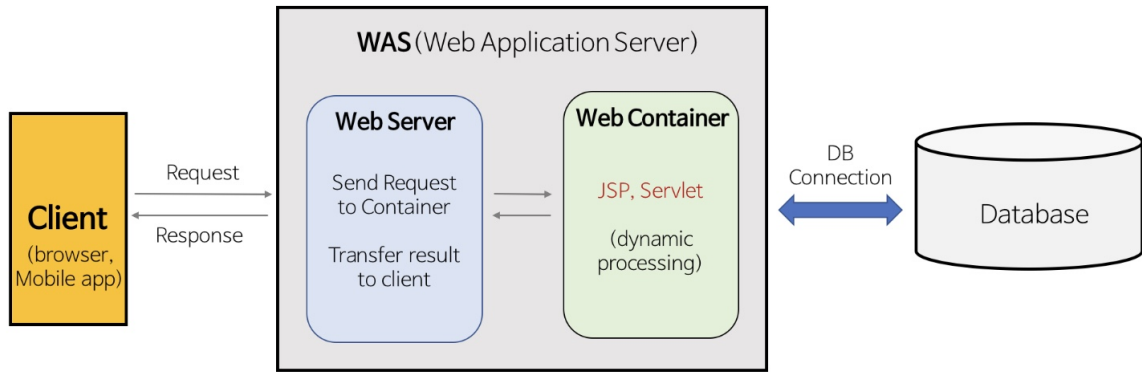 WAS (Web Application Server)
Client
(browser,
Mobile app)
Request
Response
Web Server
Send Request
to Container
Transfer result
to client
Web Container
JSP, Servlet
(dynamic
processing)
DB
Connection
Database